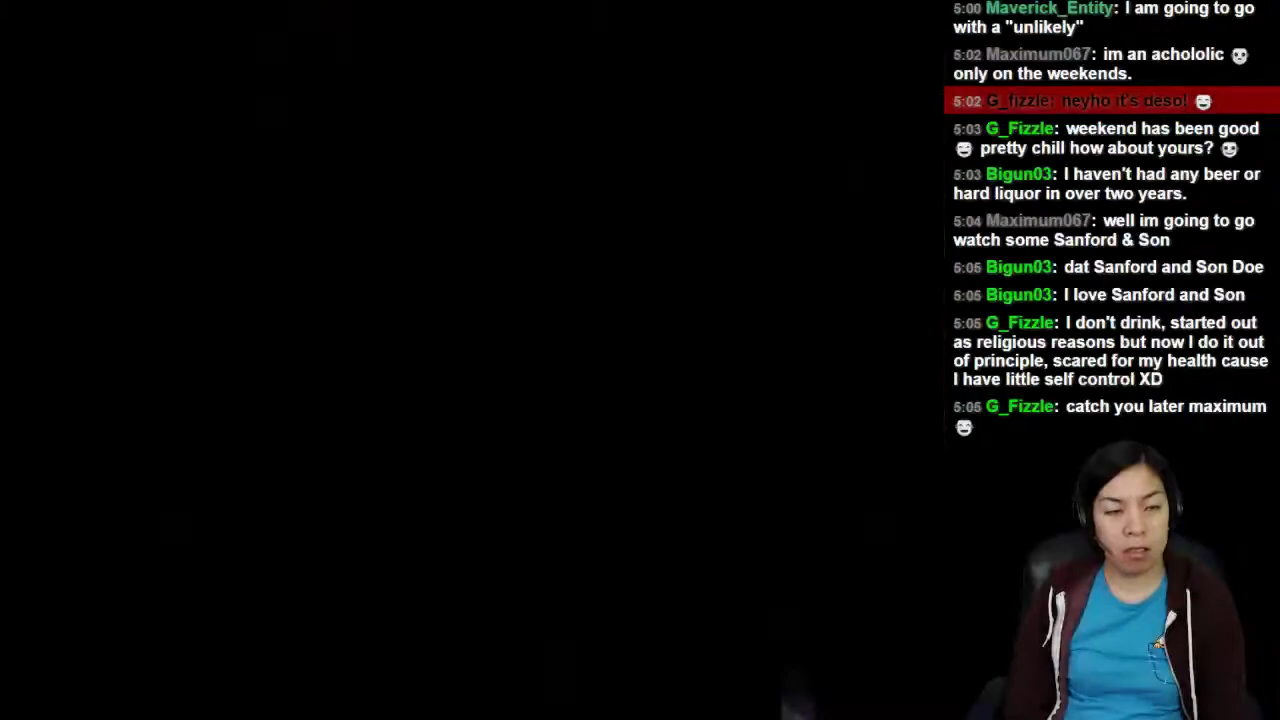 5:00 Maverick_Entity: I am going to go
with a "unlikely"
5:02 Maximum067: im an achololic
only on the weekends.
5:02 G_fizzle: heyho it's deso!
5:03 G_Fizzle: weekend has been good
pretty chill how about yours?
5:03 Bigun03: I haven't had any beer or
hard liquor in over two years.
5:04 Maximum067: well im going to go
watch some Sanford & Son
5:05 Bigun03: dat Sanford and Son Doe
5:05 Bigun03: I love Sanford and Son
5:05 G_Fizzle: I don't drink, started out
as religious reasons but now I do it out
of principle, scared for my health cause
I have little self control XD
5:05 G_Fizzle: catch you later maximum